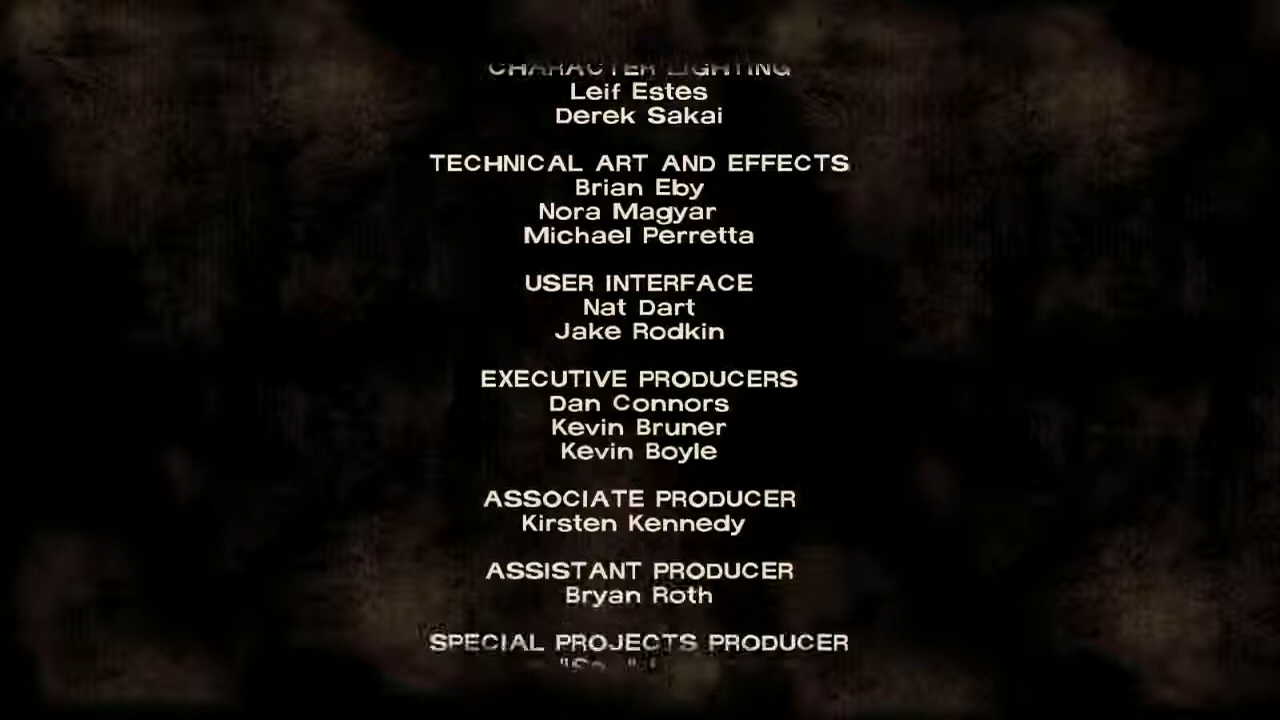 CHARACTER LIGHTING
Leif Estes
Derek Sakai
TECHNICAL ART AND EFFECTS
Brian Eby
Nora Magyar
Michael Perretta
USER INTERFACE
Nat Dart
Jake Rodkin
EXECUTIVE PRODUCERS
Dan Connors
Kevin Bruner
Kevin Boyle
ASSOCIATE PRODUCER
Kirsten Kennedy
ASSISTANT PRODUCER
Bryan Roth
SPECIAL PROJECTS PRODUCER